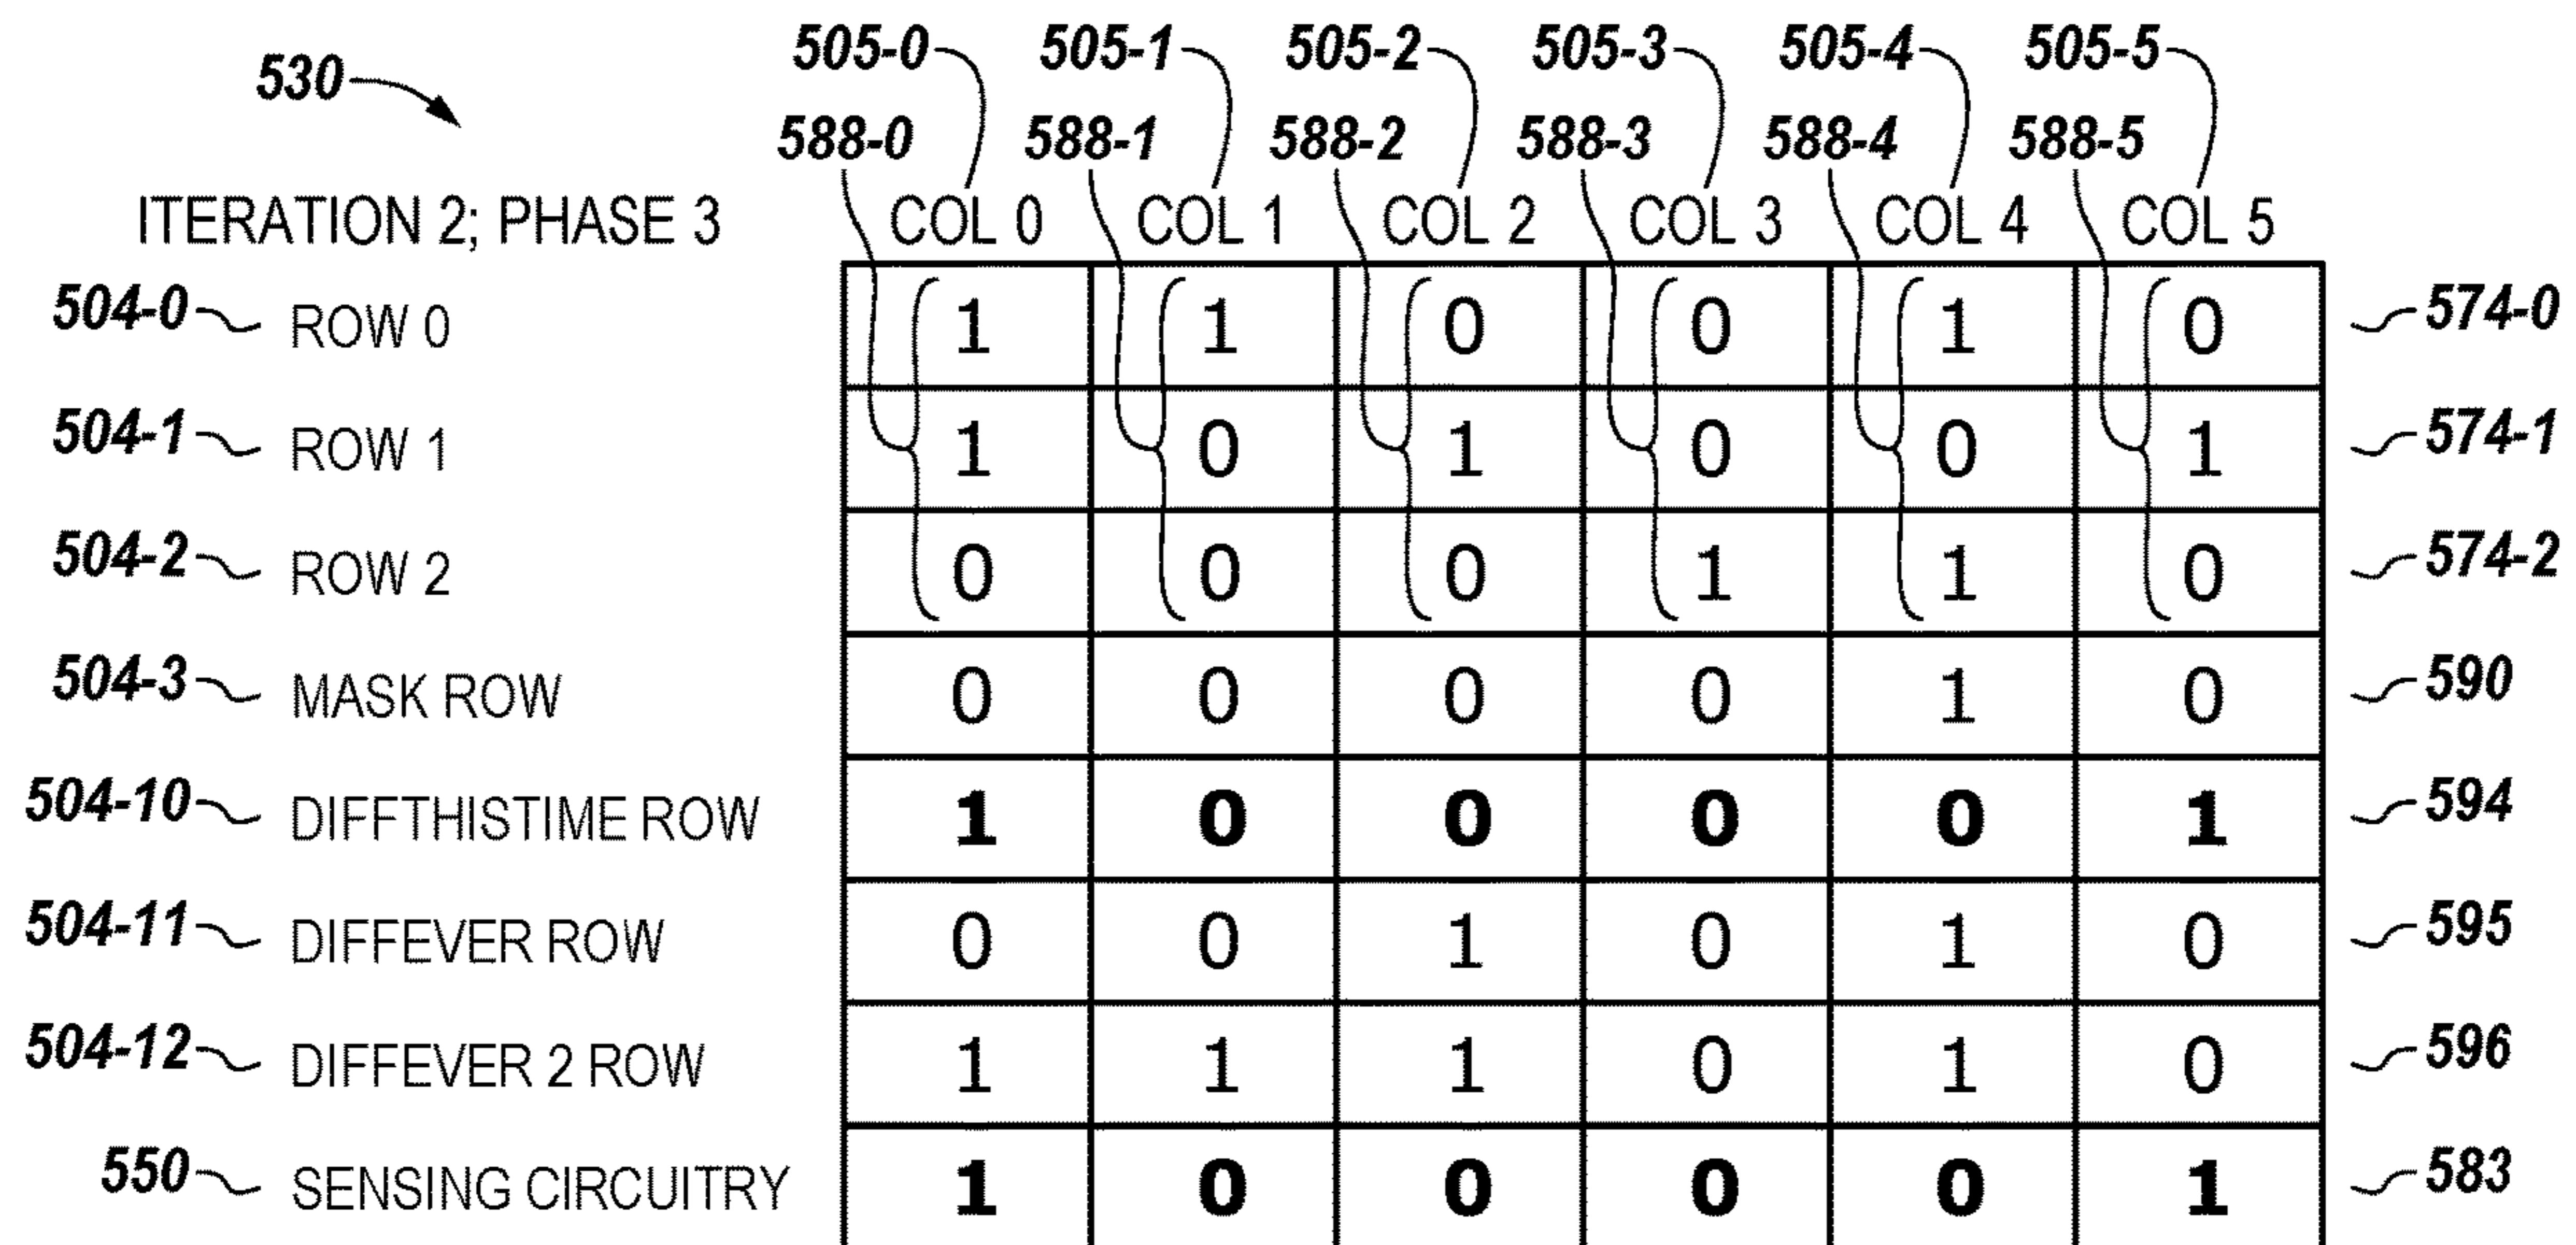 530 505-0 505-1 505-2 505-3 505-4 505-5
588-0 588-1 588-2 588-3 588-4 588-5
ITERATION 2; PHASE 3 COL 0 COL 1 COL 2 COL 3 COL 4 COL 5
504-0 ROW 0 1 1 0 0 1 0 574-0
504-1 ROW 1 1 0 1 0 0 1 574-1
504-2 ROW 2 0 0 0 1 1 0 574-2
504-3 MASK ROW 0 0 0 0 1 0 590
504-10 DIFFTHISTIME ROW 1 0 0 0 0 1 594
504-11 DIFFEVER ROW 0 0 1 0 1 0 595
504-12 DIFFEVER 2 ROW 1 1 1 0 1 0 596
550 SENSING CIRCUITRY 1 0 0 0 0 1 583